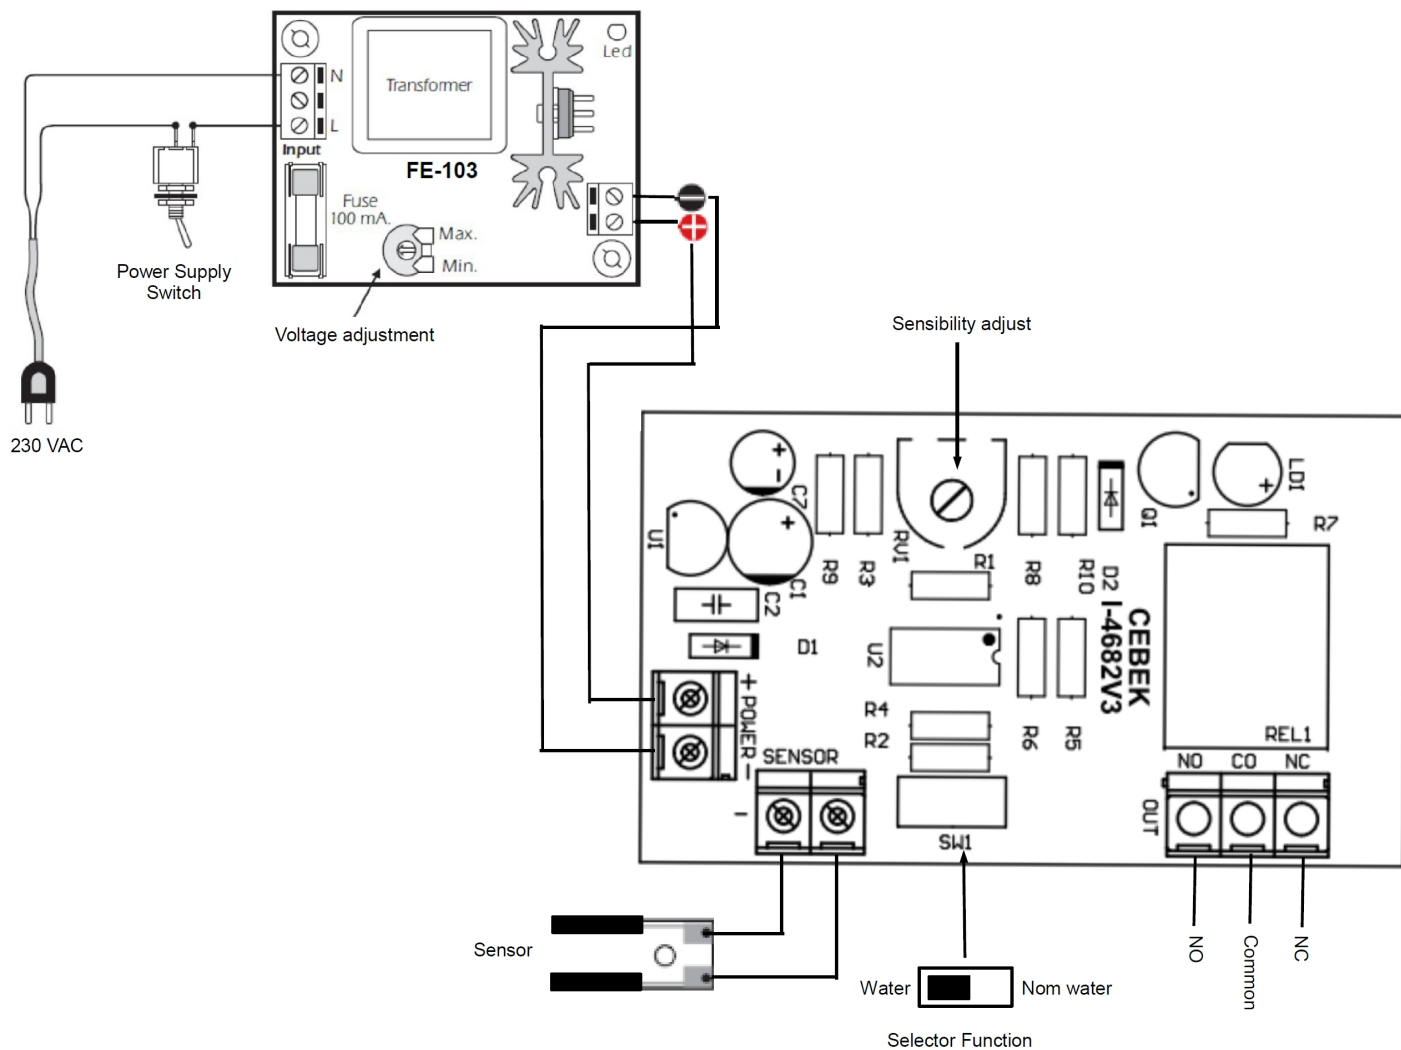 N
Led
Transformer
L
Input
FE-103
Fuse
100 mA.
Max.
Min.
Power Supply
Switch
Voltage adjustment
230 VAC
Sensibility adjust
+
-
C7
U1
+
C1
C2
D1
R9
R3
RV1
R1
R8
R10
D2
Q1
LD1
+
R7
CEBEK
I-4682V3
U2
R4
R2
R6
R5
REL1
+ POWER -
SENSOR
-
SW1
NO CO NC
OUT
NO
Common
NC
Sensor
Water
Nom water
Selector Function